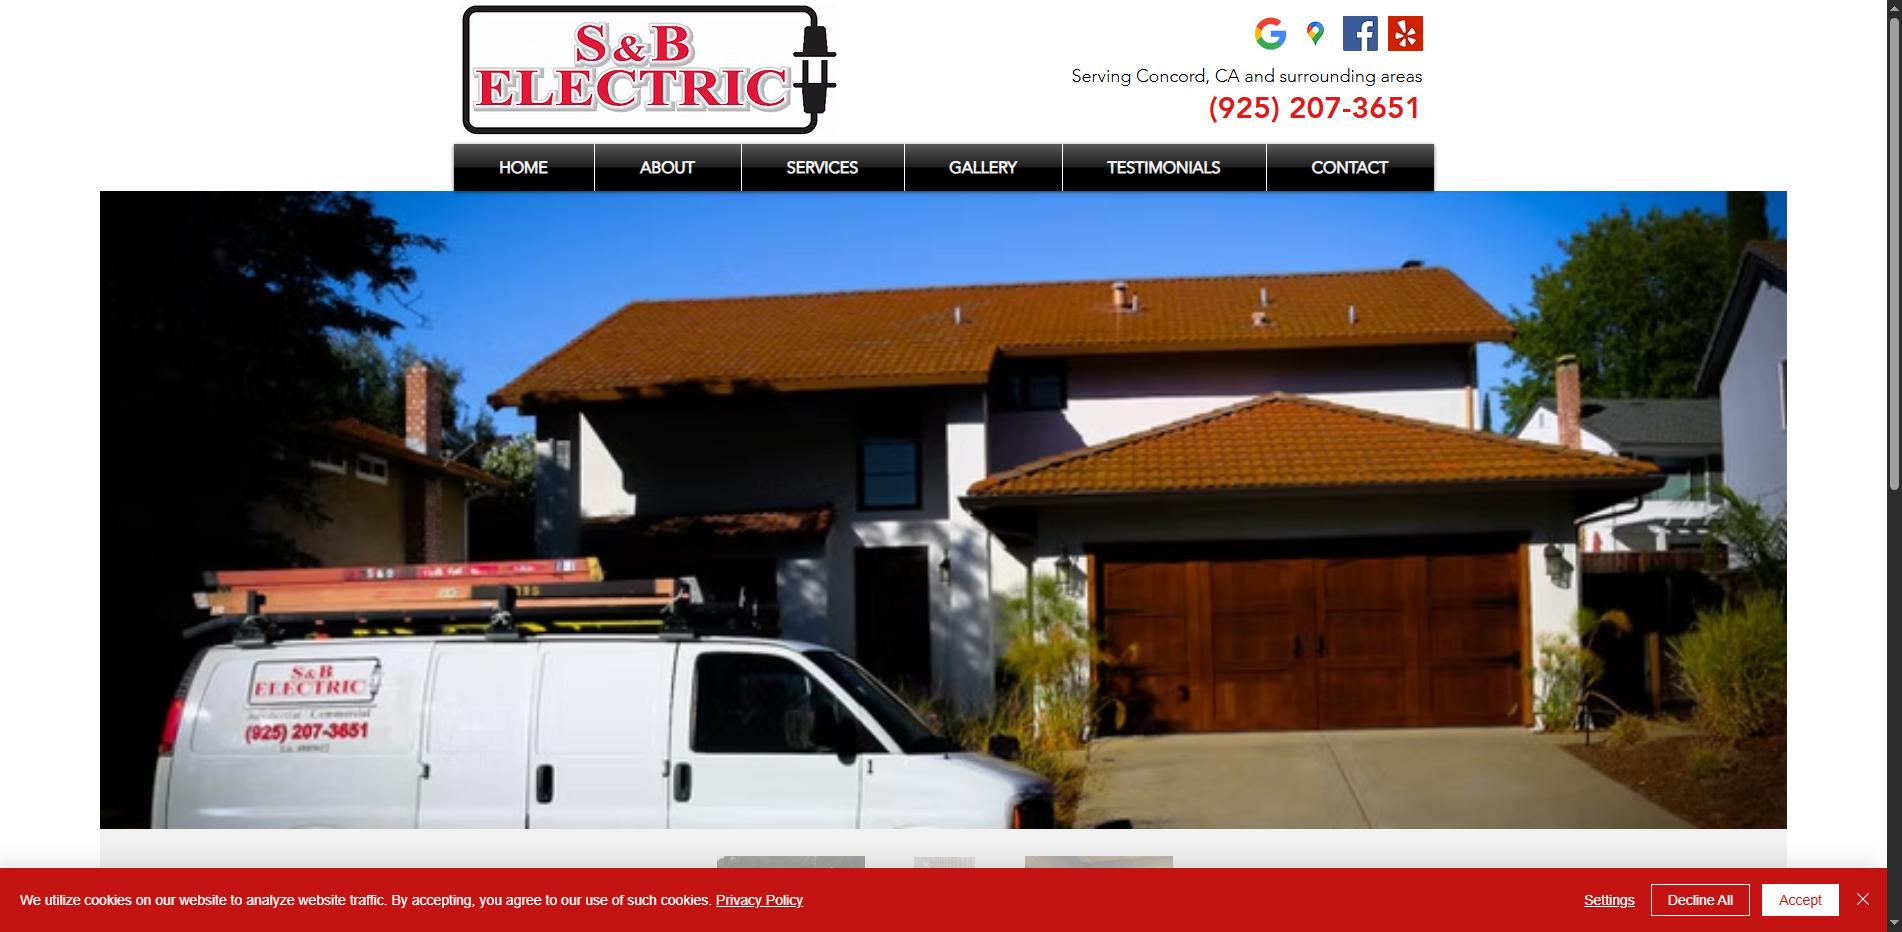 S & B
ELECTRIC
Serving Concord, CA and surrounding areas
(925) 207-3651
HOME
ABOUT
SERVICES
GALLERY
TESTIMONIALS
CONTACT
S & B
S&B
ELECTRIC
Residential Commercial
(925) 207-3651
1
We utilize cookies on our website to analyze website traffic. By accepting, you agree to our use of such cookies. Privacy Policy
Settings
Decline All
Accept